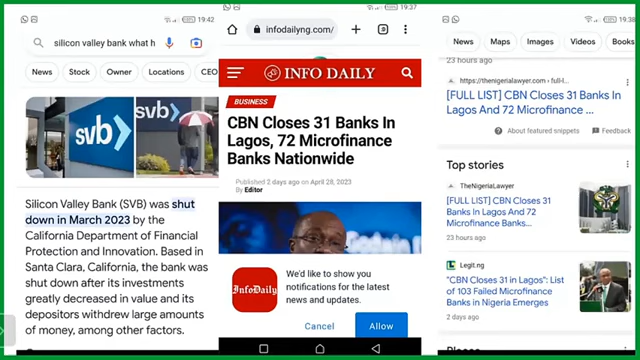 19:42
silicon valley bank what h
News
Stock
Owner
Locations
CEO
svb
svb
Silicon Valley Bank (SVB) was shut
down in March 2023 by the
California Department of Financial
Protection and Innovation. Based in
Santa Clara, California, the bank was
shut down after its investments
greatly decreased in value and its
depositors withdrew large amounts
of money, among other factors.
19:37
infodailyng.com/
INFO DAILY
BUSINESS
CBN Closes 31 Banks In
Lagos, 72 Microfinance
Banks Nationwide
Published 2 days ago on April 28, 2023
By Editor
InfoDaily
We'd like to show you
notifications for the latest
news and updates.
Cancel
Allow
19:38
News
Maps
Images
Videos
Books
23 hours ago
https://thenigerialawyer.com › full-l...
[FULL LIST] CBN Closes 31 Banks In
Lagos And 72 Microfinance ...
About featured snippets
Feedback
Top stories
TheNigeriaLawyer
[FULL LIST] CBN Closes 31
Banks In Lagos And 72
Microfinance Banks...
23 hours ago
Legit.ng
"CBN Closes 31 in Lagos": List
of 103 Failed Microfinance
Banks in Nigeria Emerges
2 days ago